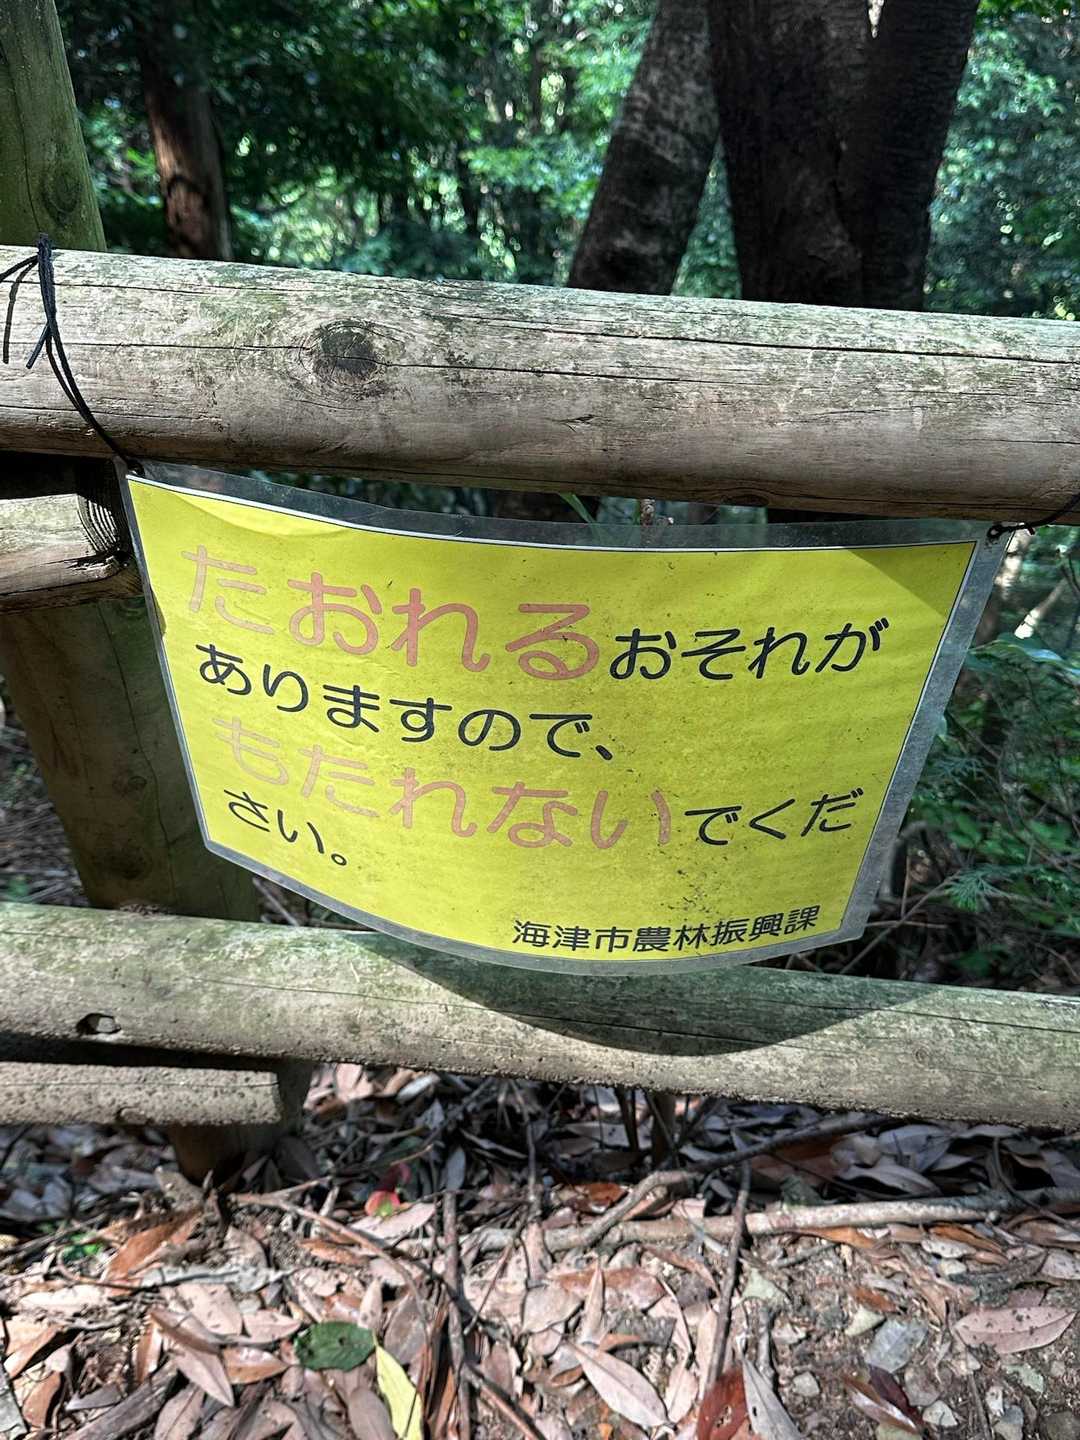 たおれるおそれが
ありますので、
もたれないでくだ
さい。
海津市農林振興課